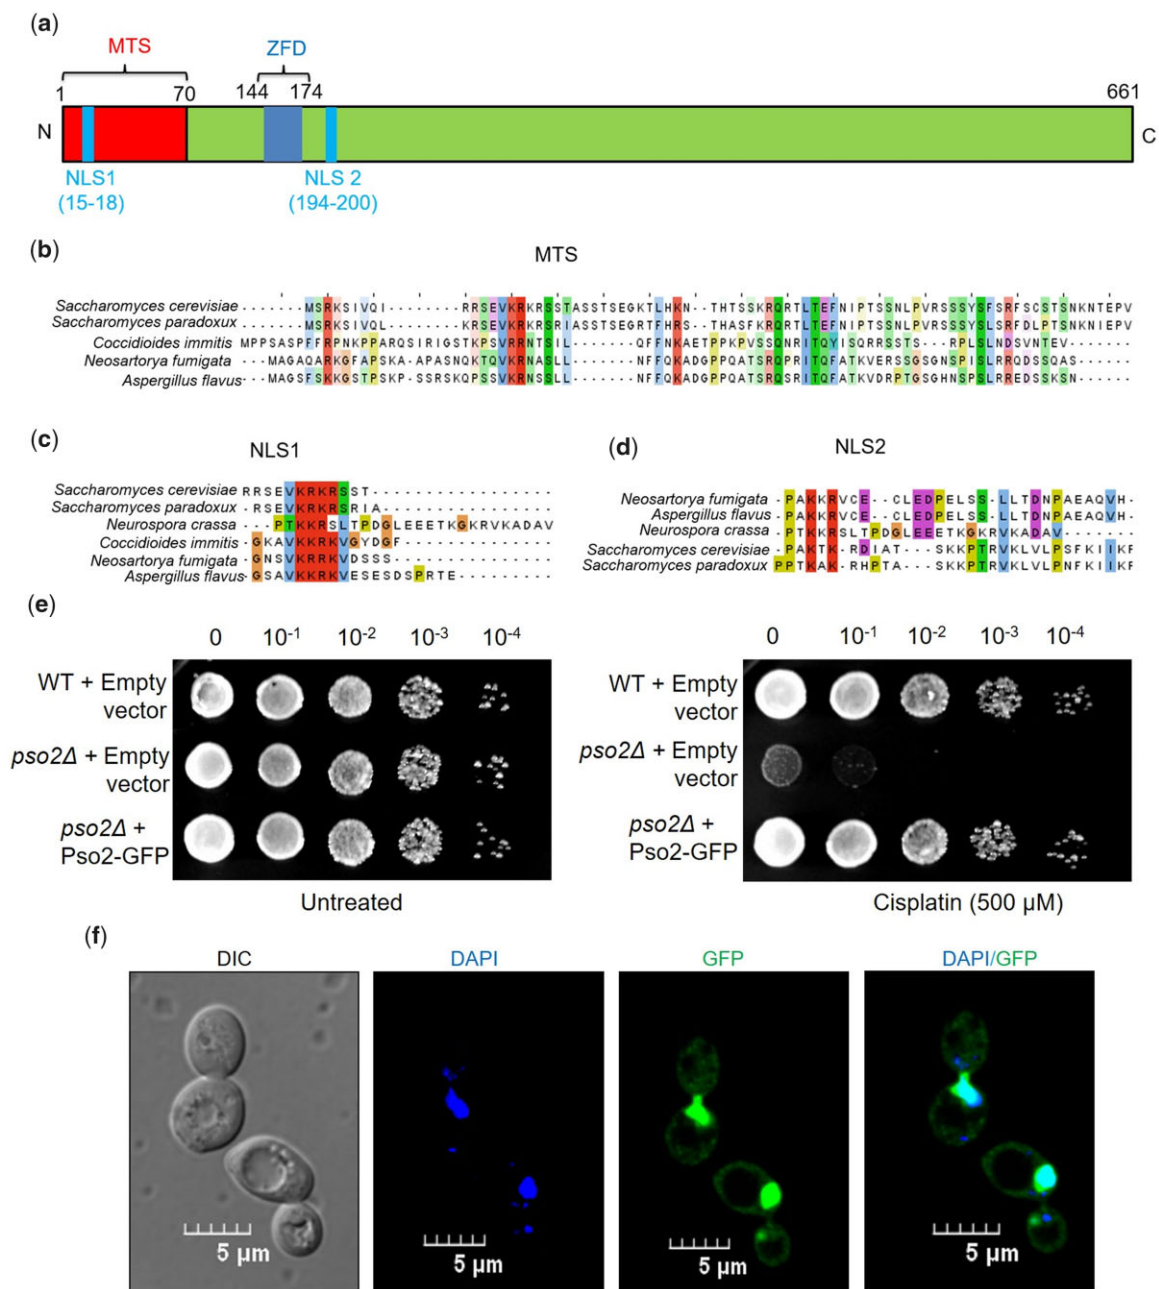 (a)
MTS
ZFD
1
70
144
174
661
N
C
NLS1
(15-18)
NLS 2
(194-200)
(b)
MTS
Saccharomyces cerevisiae
Saccharomyces paradoxux
Coccidioides immitis
Neosartorya fumigata
Aspergillus flavus
(c)
NLS1
Saccharomyces cerevisiae RRSEVKRKRSST
Saccharomyces paradoxux RSEVKRKRSRIA
Neurospora crassa PTKKRSLTPDGLEEETKGKRVKADAV
Coccidioides immitis GKAVKKRKVGYDGF
Neosartorya fumigata GNSVKRRKVDSSS
Aspergillus flavus GSAVKKRKVESESDSPRTE
(d)
NLS2
Neosartorya fumigata PAKKRVCE - CLEDPELSS - LLTDNPAEAQVH
Aspergillus flavus PAKKRVCE - CLEDPELSS - LLTDNPAEAQVH
Neurospora crassa PTKKRSLTPDGLEEETKGKRVKADAV
Saccharomyces cerevisiae PAKTK - RDIAT - - - SKKPTRVKLVLPSFKIIKF
Saccharomyces paradoxux PPTKAK - RHPTA - - - SKKPTRVKLVLPNFKIIKF
(e)
0 10-1 10-2 10-3 10-4
WT + Empty
vector
pso2Δ + Empty
vector
pso2Δ +
Pso2-GFP
Untreated
0 10-1 10-2 10-3 10-4
WT + Empty
vector
pso2Δ + Empty
vector
pso2Δ +
Pso2-GFP
Cisplatin (500 μM)
(f)
DIC
DAPI
GFP
DAPI/GFP
5 μm
5 μm
5 μm
5 μm